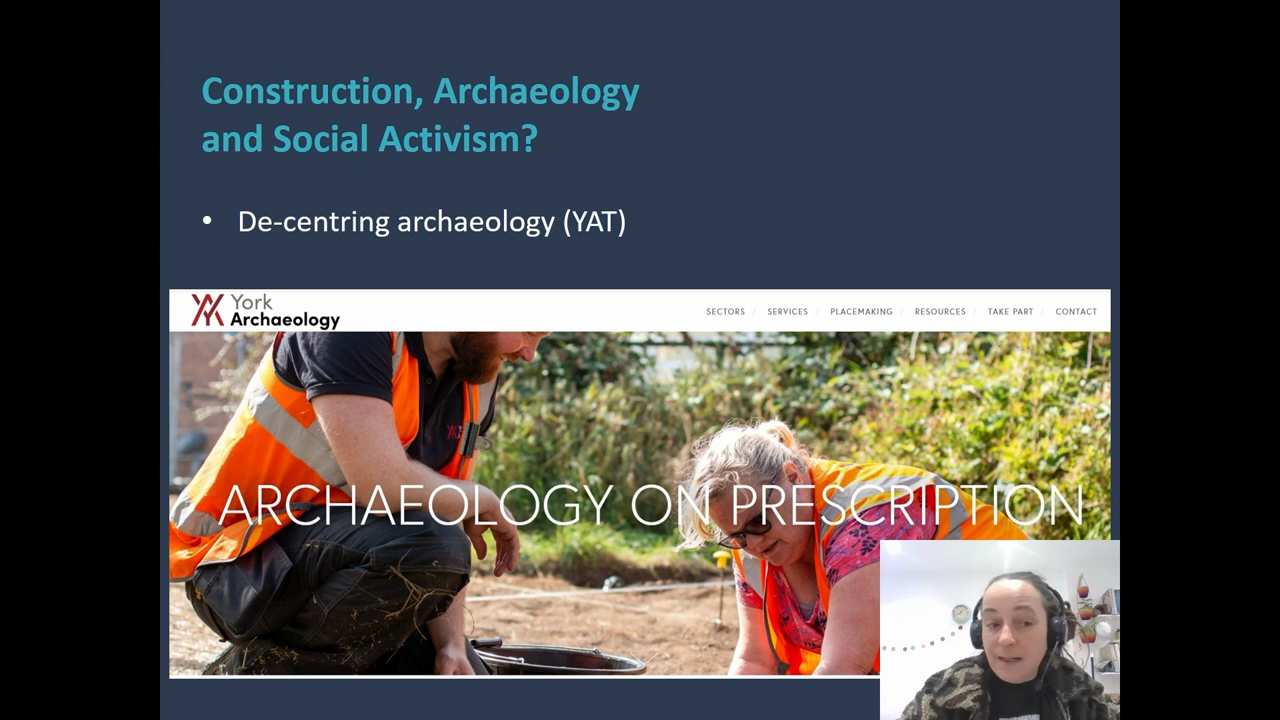 Construction, Archaeology
and Social Activism?
• De-centring archaeology (YAT)
York
Archaeology
SECTORS / SERVICES / PLACEMAKING / RESOURCES / TAKE PART / CONTACT
ARCHAEOLOGY ON PRESCRIPTION